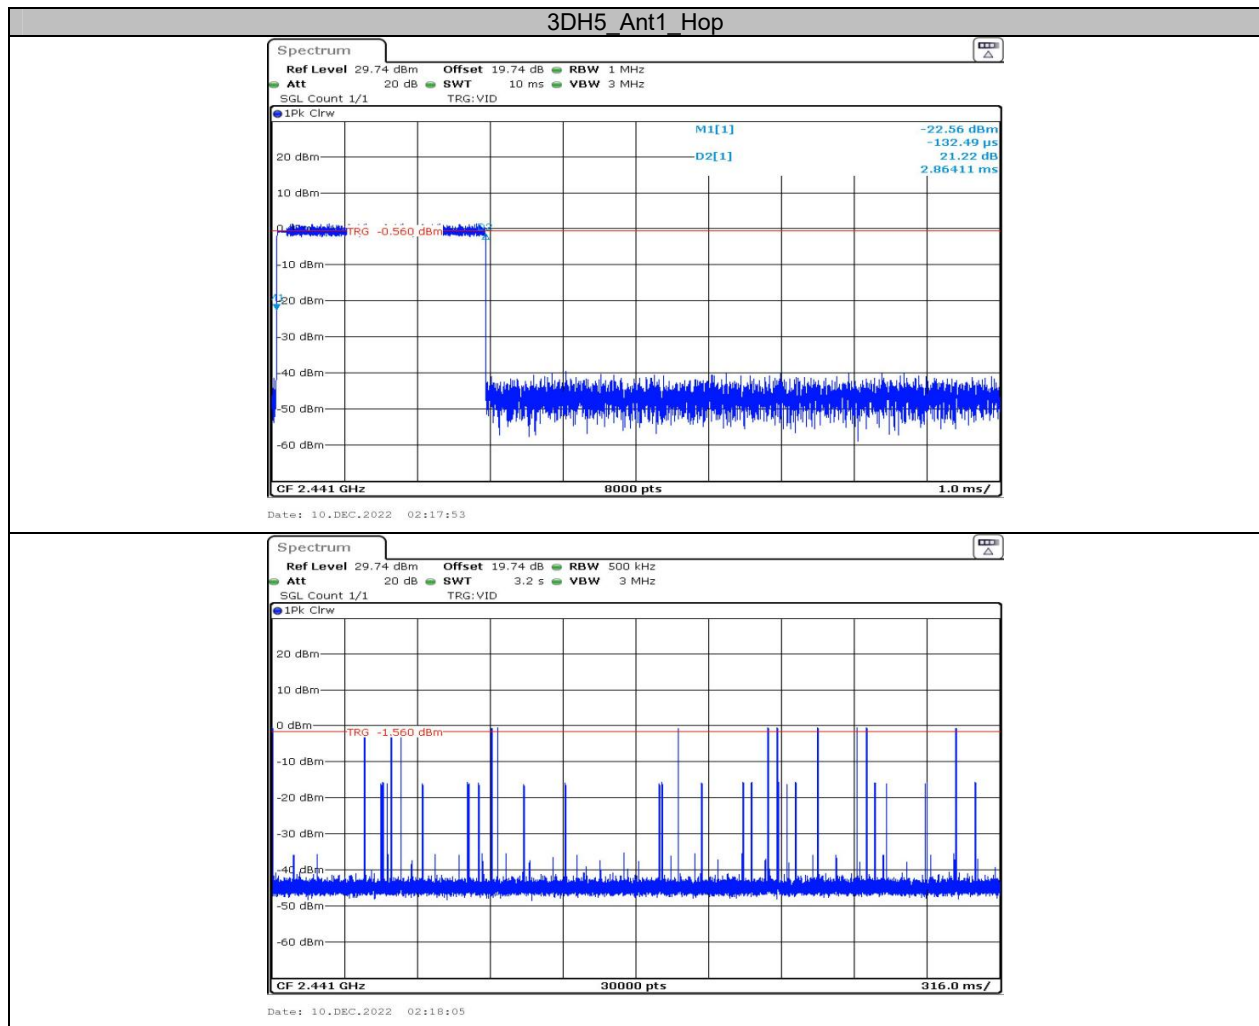 3DH5_Ant1_Hop
Spectrum
Ref Level 29.74 dBm Offset 19.74 dB RBW 1 MHz
Att 20 dB SWT 10 ms VBW 3 MHz
SGL Count 1/1 TRG:VID
1Pk Clrw
M1[1] -22.56 dBm
-132.49 µs
20 dBm D2[1] 21.22 dB
2.86411 ms
10 dBm
TRG -0.560 dBm
-10 dBm
-20 dBm
-30 dBm
-40 dBm
-50 dBm
-60 dBm
CF 2.441 GHz 8000 pts 1.0 ms/
Date: 10.DEC.2022 02:17:53
Spectrum
Ref Level 29.74 dBm Offset 19.74 dB RBW 500 kHz
Att 20 dB SWT 3.2 s VBW 3 MHz
SGL Count 1/1 TRG:VID
1Pk Clrw
20 dBm
10 dBm
0 dBm
TRG -1.560 dBm
-10 dBm
-20 dBm
-30 dBm
-40 dBm
-50 dBm
-60 dBm
CF 2.441 GHz 30000 pts 316.0 ms/
Date: 10.DEC.2022 02:18:05